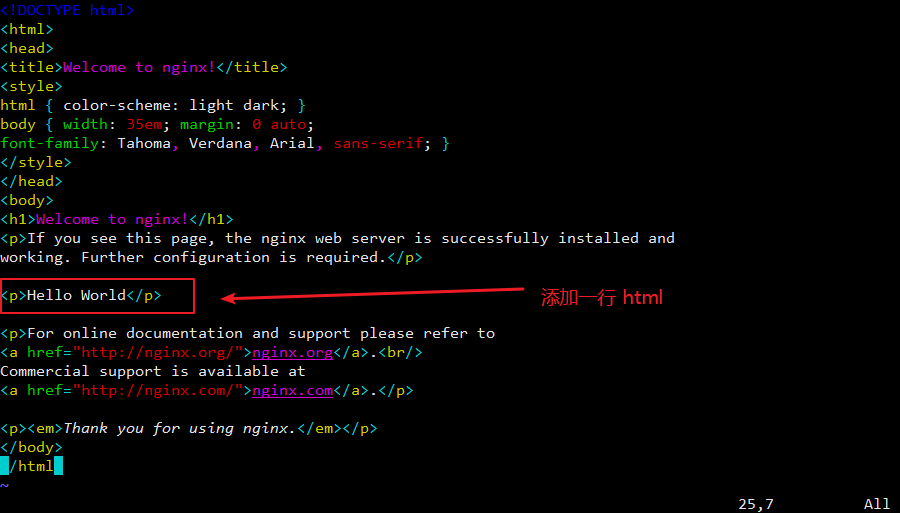 <!DOCTYPE html>
<html>
<head>
<title>Welcome to nginx!</title>
<style>
html { color-scheme: light dark; }
body { width: 35em; margin: 0 auto;
font-family: Tahoma, Verdana, Arial, sans-serif; }
</style>
</head>
<body>
<h1>Welcome to nginx!</h1>
<p>If you see this page, the nginx web server is successfully installed and
working. Further configuration is required.</p>
<p>Hello World</p>
添加一行 html
<p>For online documentation and support please refer to
<a href="http://nginx.org/">nginx.org</a>.<br/>
Commercial support is available at
<a href="http://nginx.com/">nginx.com</a>.</p>
<p><em>Thank you for using nginx.</em></p>
</body>
</html>
~
25,7 All